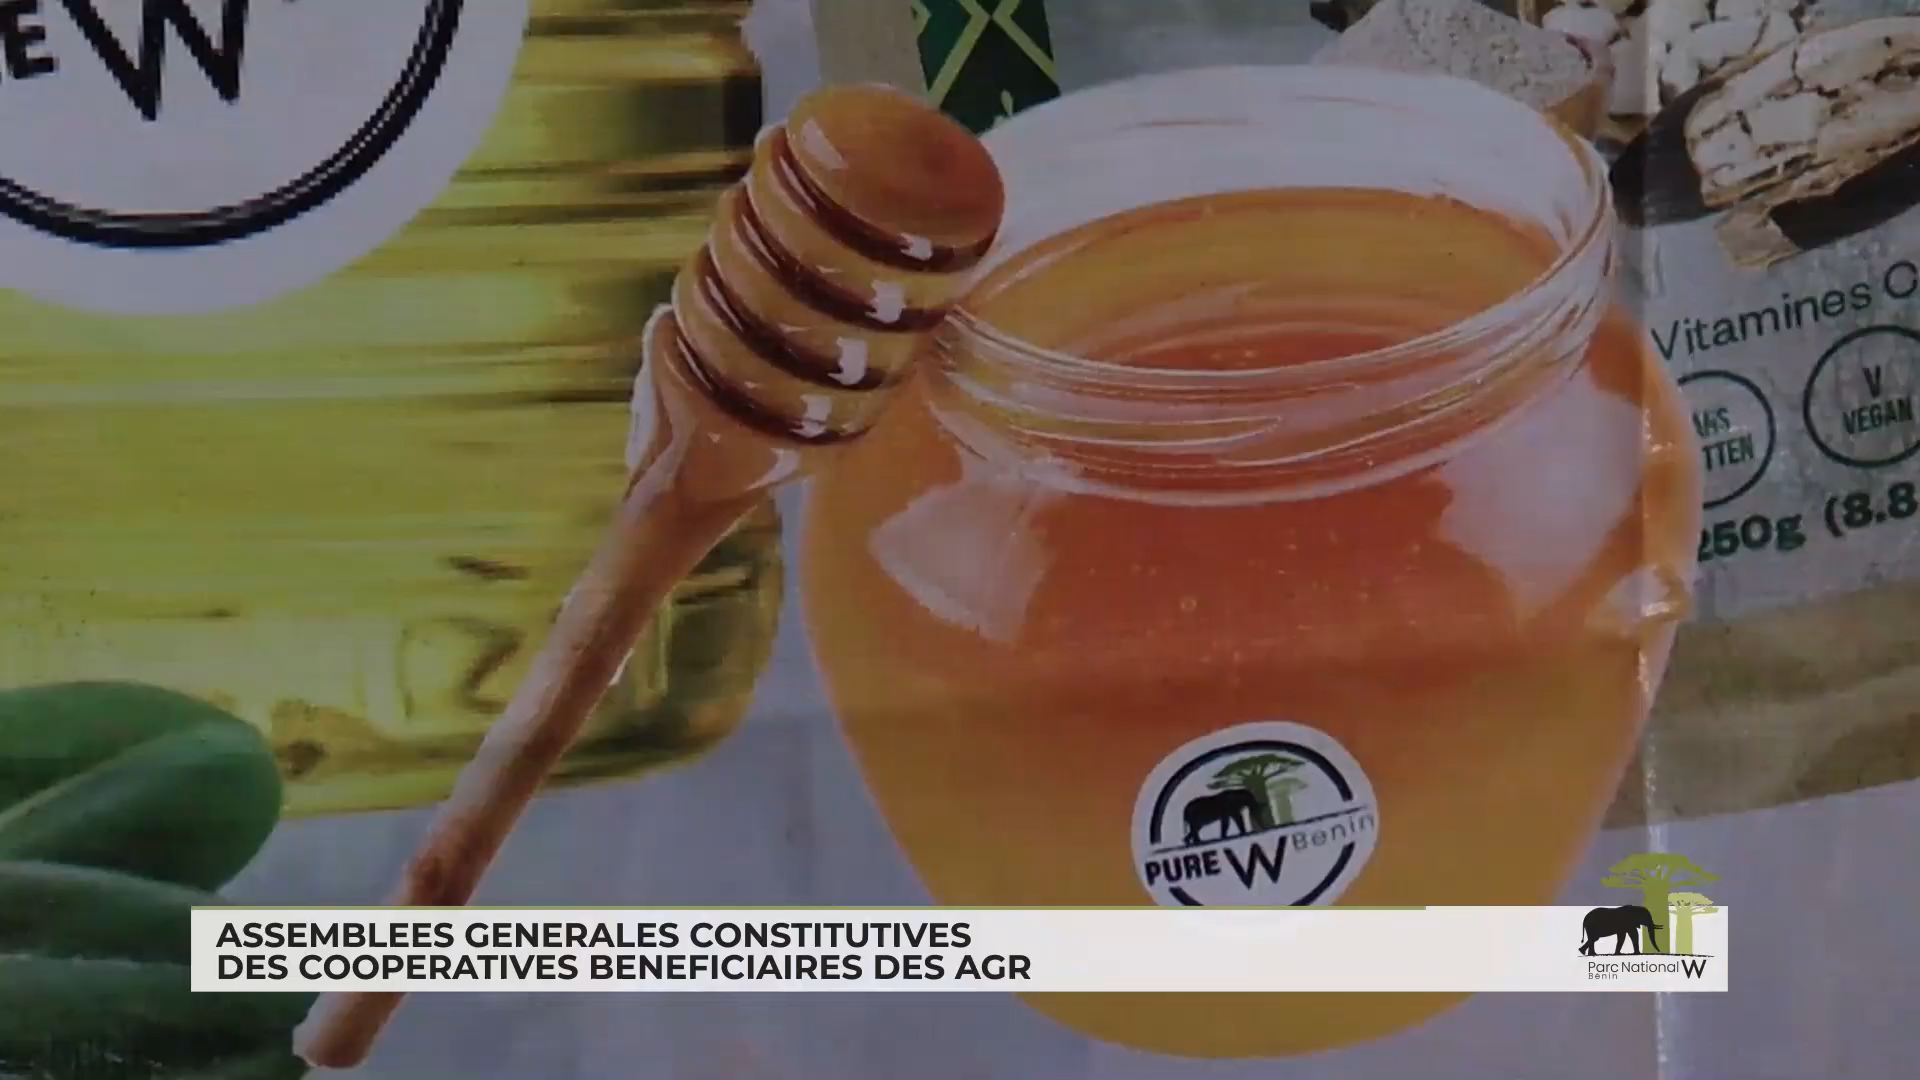 W
Vitamines
V
VEGAN
250g (8.8
PURE W Benin
ASSEMBLEES GENERALES CONSTITUTIVES
DES COOPERATIVES BENEFICIAIRES DES AGR
Parc National W
Benin